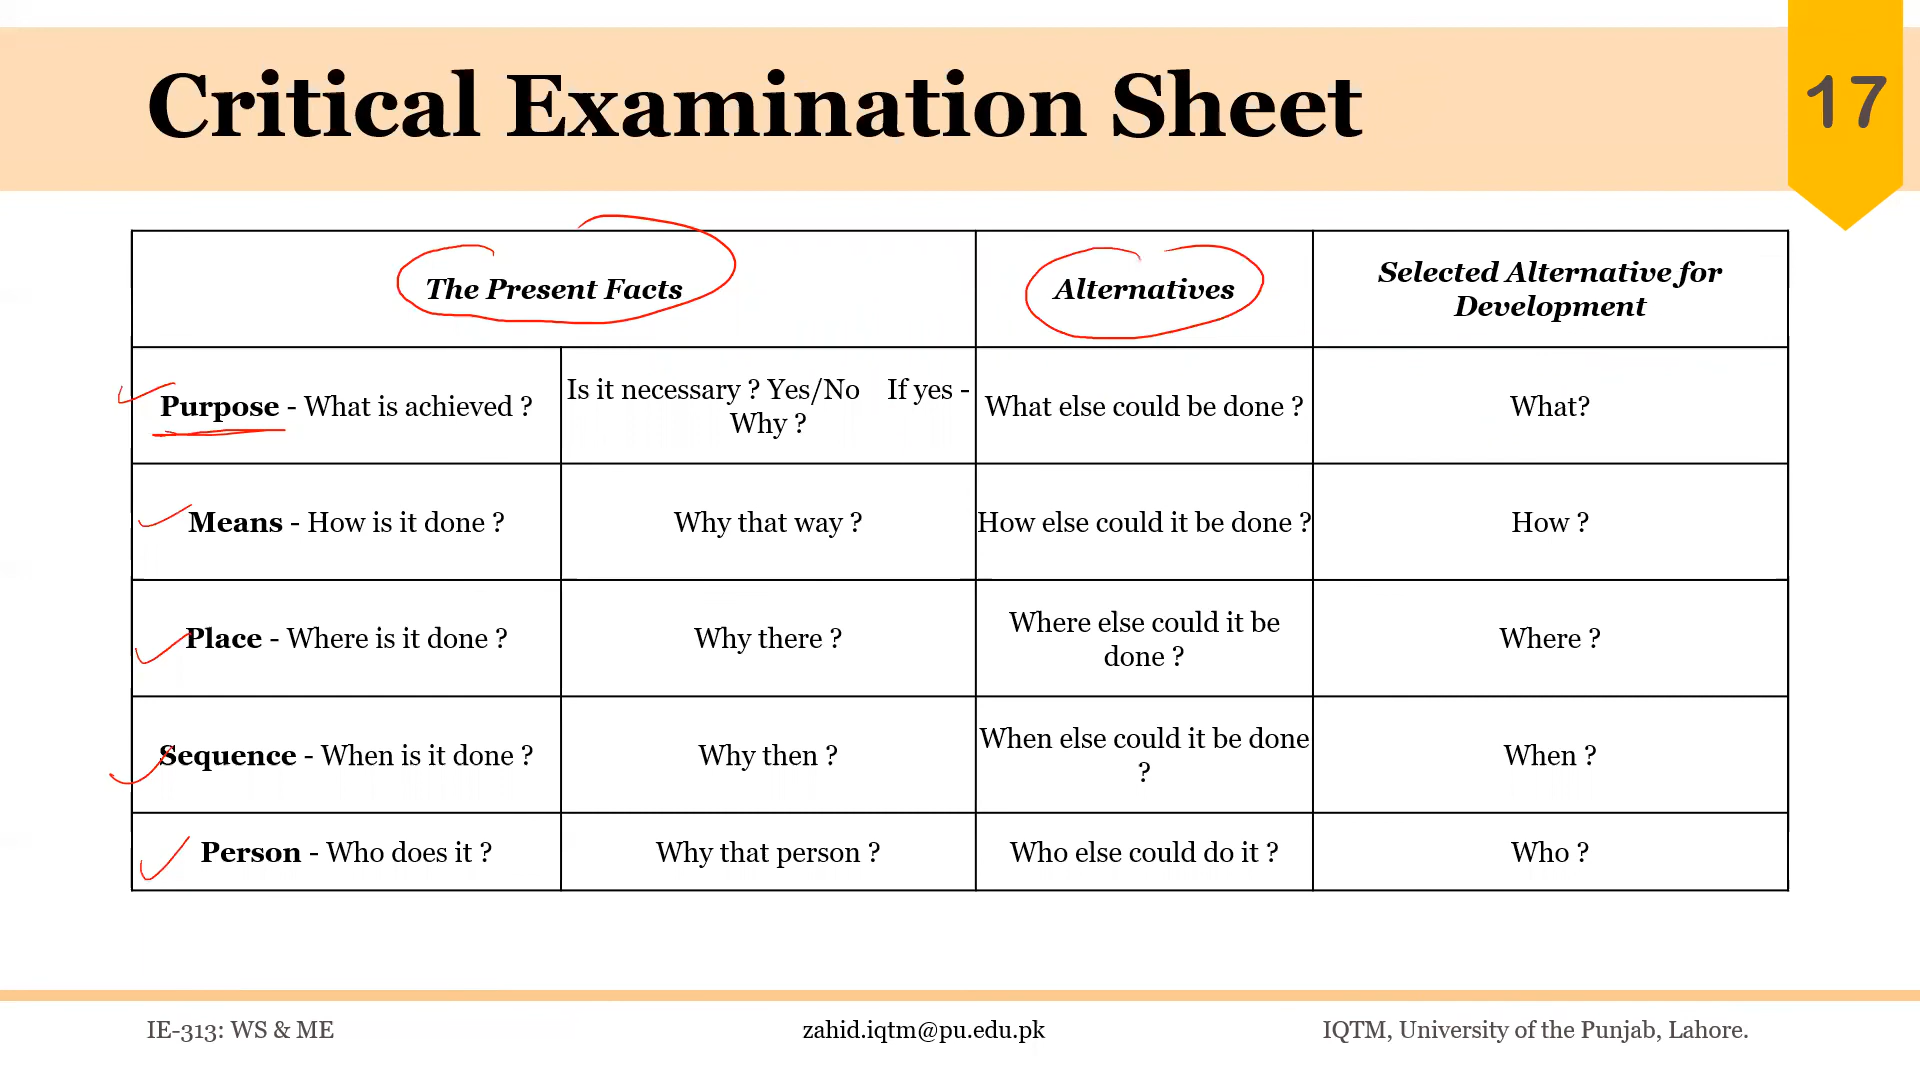 Critical Examination Sheet
17
The Present Facts
Alternatives
Selected Alternative for
Development
Purpose - What is achieved ?
Is it necessary ? Yes/No    If yes -
Why ?
What else could be done ?
What?
Means - How is it done ?
Why that way ?
How else could it be done ?
How ?
Place - Where is it done ?
Why there ?
Where else could it be
done ?
Where ?
Sequence - When is it done ?
Why then ?
When else could it be done
?
When ?
Person - Who does it ?
Why that person ?
Who else could do it ?
Who ?
IE-313: WS & ME
zahid.iqtm@pu.edu.pk
IQTM, University of the Punjab, Lahore.